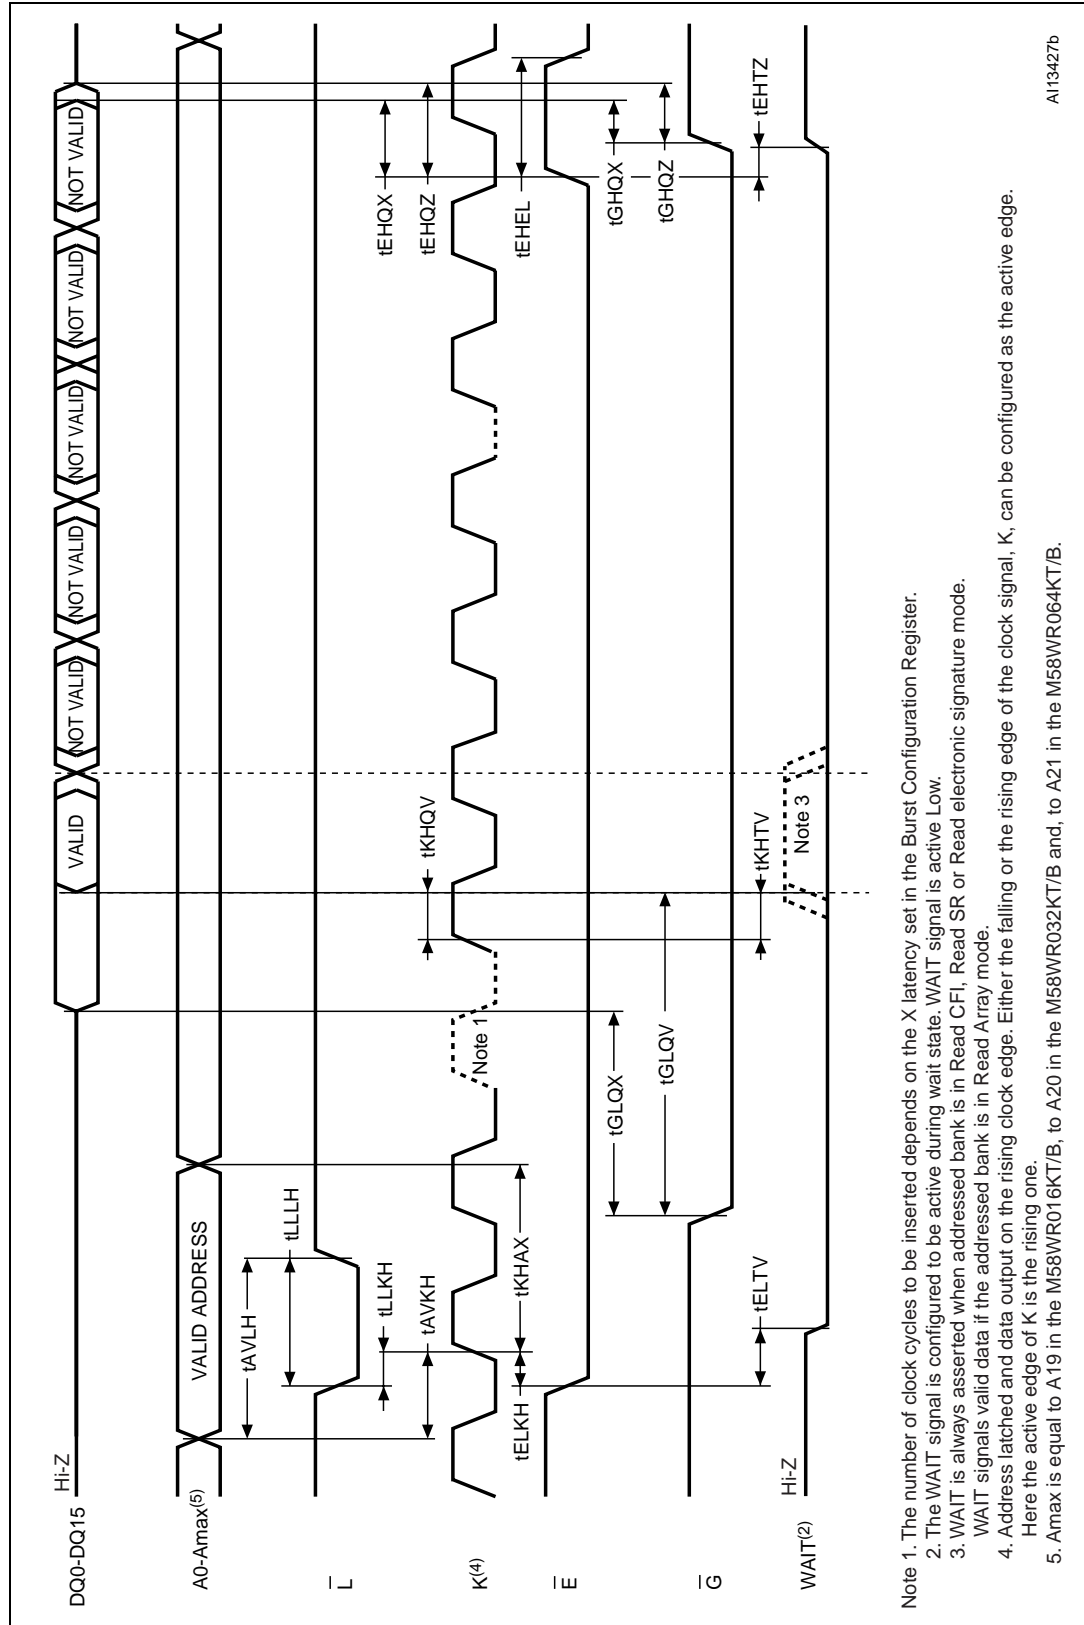 DQ0-DQ15
Hi-Z
VALID
NOT VALID
NOT VALID
NOT VALID
NOT VALID
NOT VALID
A0-Amax(5)
VALID ADDRESS
tAVLH
tLLLH
L
tLLKH
tAVKH
K(4)
Note 1
tKHQV
tEHQX
tEHQZ
tELKH
tKHAX
tEHEL
E
tGLQX
tGLQV
tGHQX
tGHQZ
G
tELTV
tKHTV
tEHTZ
Hi-Z
WAIT(2)
Note 3
AI13427b
Note 1. The number of clock cycles to be inserted depends on the X latency set in the Burst Configuration Register.
2. The WAIT signal is configured to be active during wait state. WAIT signal is active Low.
3. WAIT is always asserted when addressed bank is in Read CFI, Read SR or Read electronic signature mode.
WAIT signals valid data if the addressed bank is in Read Array mode.
4. Address latched and data output on the rising clock edge. Either the falling or the rising edge of the clock signal, K, can be configured as the active edge.
Here the active edge of K is the rising one.
5. Amax is equal to A19 in the M58WR016KT/B, to A20 in the M58WR032KT/B and, to A21 in the M58WR064KT/B.